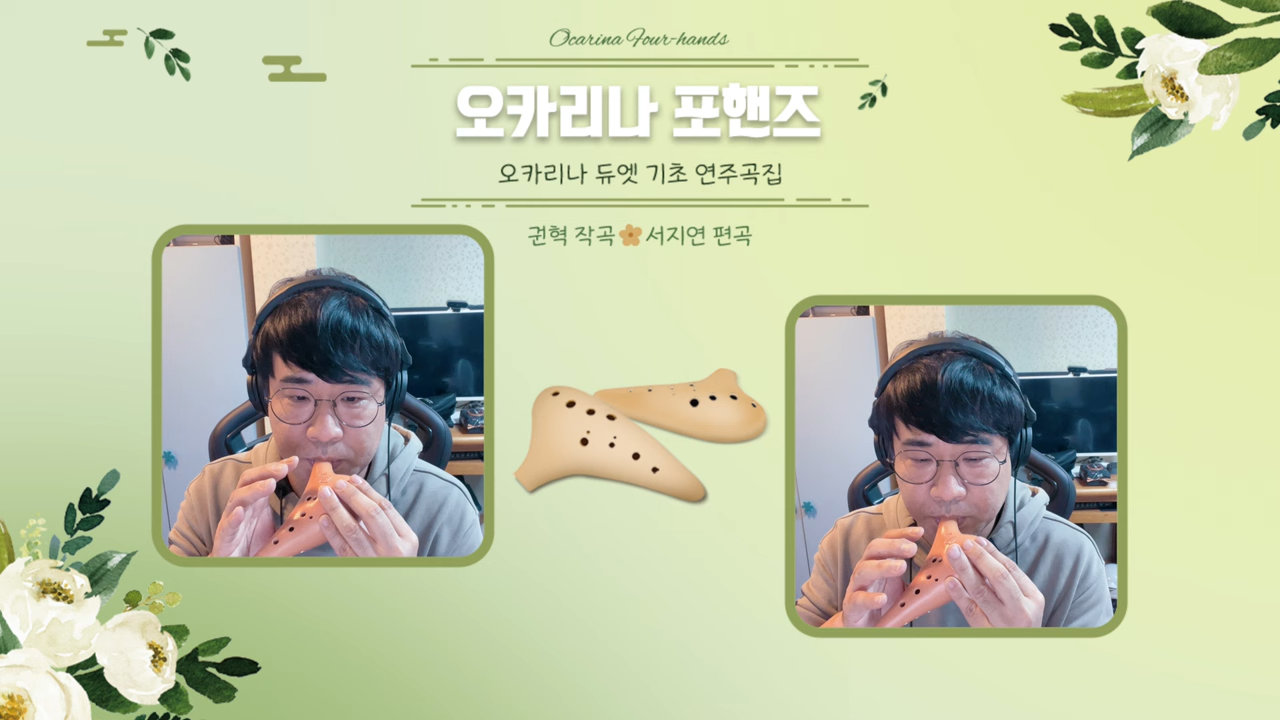 Ocarina Four-hands
오카리나 포핸즈
오카리나 듀엣 기초 연주곡집
권혁 작곡 서지연 편곡